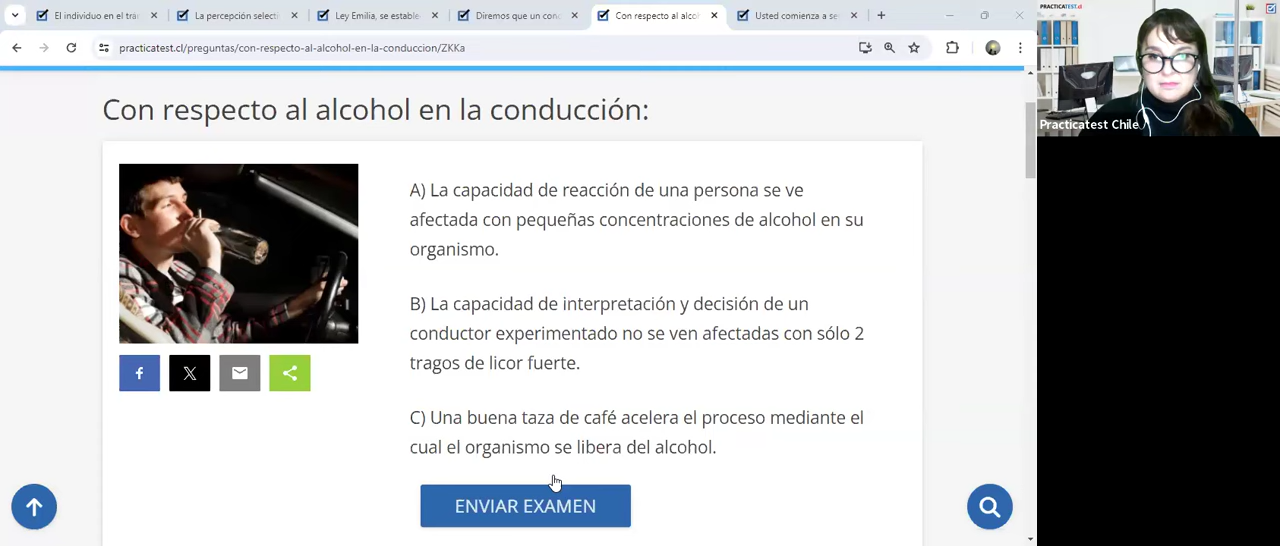 El individuo en el trá
La percepción selecti
Ley Emilia, se estable
Diremos que un con
Con respecto al alcoh
Usted comienza a se
practicatest.cl/preguntas/con-respecto-al-alcohol-en-la-conduccion/ZKKa
PRACTICATEST.cl
Practicatest Chile
Con respecto al alcohol en la conducción:
A) La capacidad de reacción de una persona se ve
afectada con pequeñas concentraciones de alcohol en su
organismo.
B) La capacidad de interpretación y decisión de un
conductor experimentado no se ven afectadas con sólo 2
tragos de licor fuerte.
C) Una buena taza de café acelera el proceso mediante el
cual el organismo se libera del alcohol.
ENVIAR EXAMEN